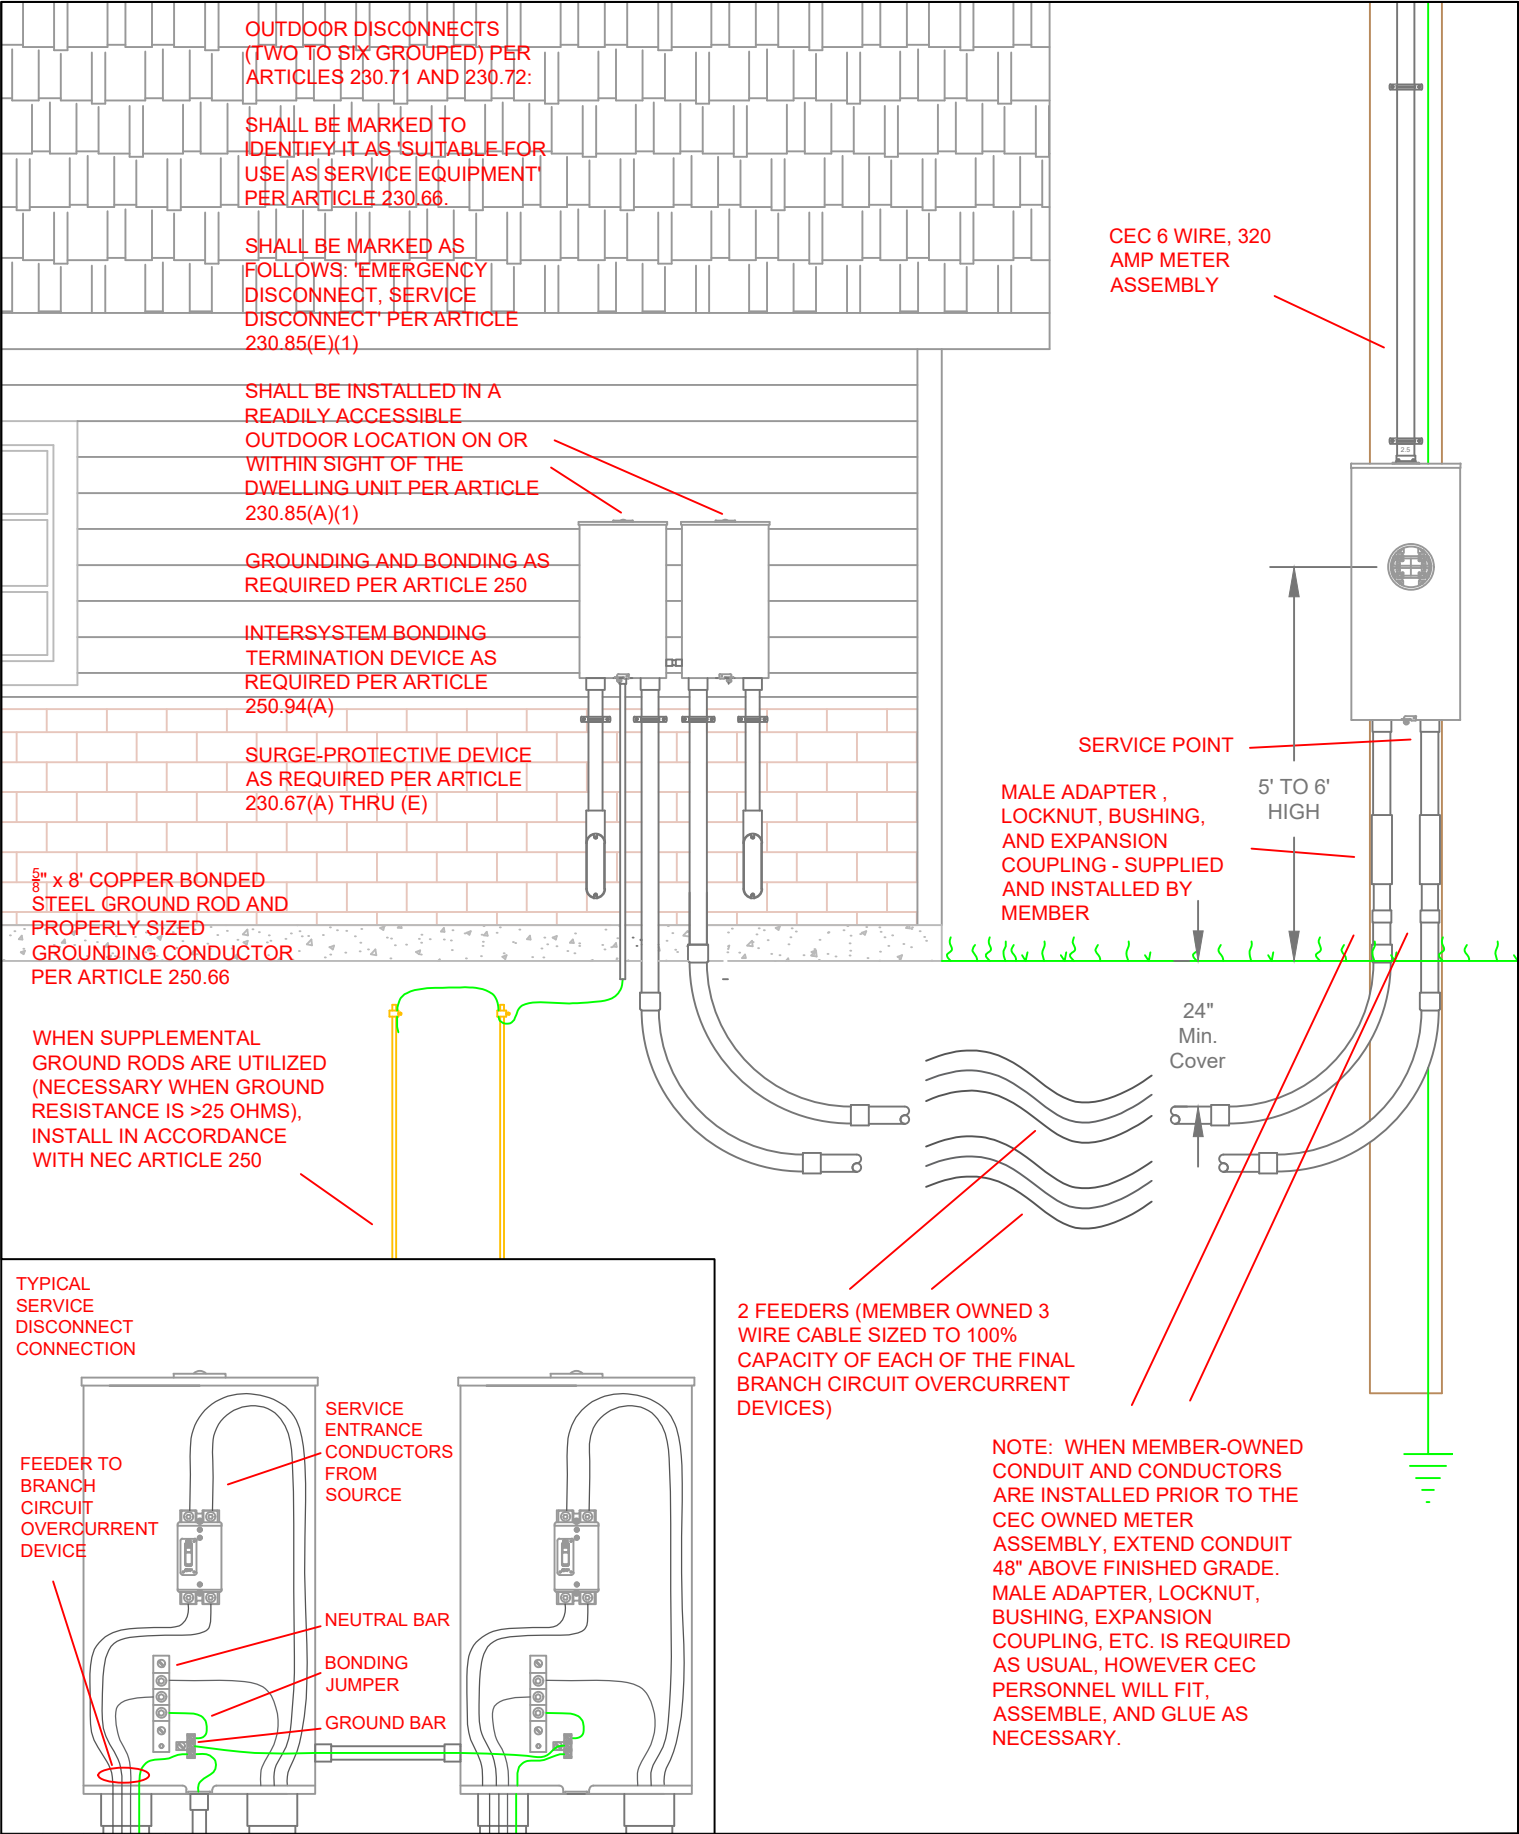 OUTDOOR DISCONNECTS
(TWO TO SIX GROUPED) PER
ARTICLES 230.71 AND 230.72:
SHALL BE MARKED TO
IDENTIFY IT AS 'SUITABLE FOR
USE AS SERVICE EQUIPMENT'
PER ARTICLE 230.66.
SHALL BE MARKED AS
FOLLOWS: 'EMERGENCY
DISCONNECT, SERVICE
DISCONNECT' PER ARTICLE
230.85(E)(1)
SHALL BE INSTALLED IN A
READILY ACCESSIBLE
OUTDOOR LOCATION ON OR
WITHIN SIGHT OF THE
DWELLING UNIT PER ARTICLE
230.85(A)(1)
GROUNDING AND BONDING AS
REQUIRED PER ARTICLE 250
INTERSYSTEM BONDING
TERMINATION DEVICE AS
REQUIRED PER ARTICLE
250.94(A)
SURGE-PROTECTIVE DEVICE
AS REQUIRED PER ARTICLE
230.67(A) THRU (E)
5/8" x 8' COPPER BONDED
STEEL GROUND ROD AND
PROPERLY SIZED
GROUNDING CONDUCTOR
PER ARTICLE 250.66
WHEN SUPPLEMENTAL
GROUND RODS ARE UTILIZED
(NECESSARY WHEN GROUND
RESISTANCE IS >25 OHMS),
INSTALL IN ACCORDANCE
WITH NEC ARTICLE 250
CEC 6 WIRE, 320
AMP METER
ASSEMBLY
2.5
SERVICE POINT
5' TO 6'
HIGH
MALE ADAPTER ,
LOCKNUT, BUSHING,
AND EXPANSION
COUPLING - SUPPLIED
AND INSTALLED BY
MEMBER
24"
Min.
Cover
2 FEEDERS (MEMBER OWNED 3
WIRE CABLE SIZED TO 100%
CAPACITY OF EACH OF THE FINAL
BRANCH CIRCUIT OVERCURRENT
DEVICES)
NOTE: WHEN MEMBER-OWNED
CONDUIT AND CONDUCTORS
ARE INSTALLED PRIOR TO THE
CEC OWNED METER
ASSEMBLY, EXTEND CONDUIT
48" ABOVE FINISHED GRADE.
MALE ADAPTER, LOCKNUT,
BUSHING, EXPANSION
COUPLING, ETC. IS REQUIRED
AS USUAL, HOWEVER CEC
PERSONNEL WILL FIT,
ASSEMBLE, AND GLUE AS
NECESSARY.
TYPICAL
SERVICE
DISCONNECT
CONNECTION
SERVICE
ENTRANCE
CONDUCTORS
FROM
SOURCE
FEEDER TO
BRANCH
CIRCUIT
OVERCURRENT
DEVICE
NEUTRAL BAR
BONDING
JUMPER
GROUND BAR